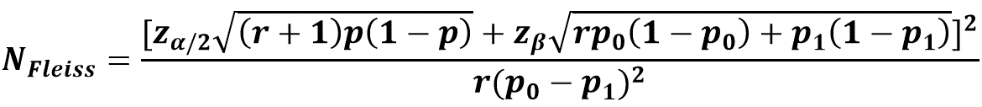 N_Fleiss = [z_{α/2}√((r + 1)p(1 − p)) + z_β√(rp_0(1 − p_0) + p_1(1 − p_1))]^2 / r(p_0 − p_1)^2